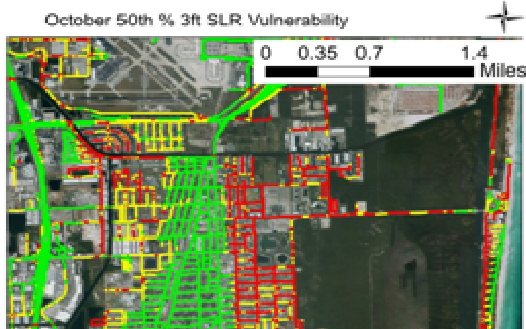 October 50th % 3ft SLR Vulnerability
0 0.35 0.7 1.4
Miles